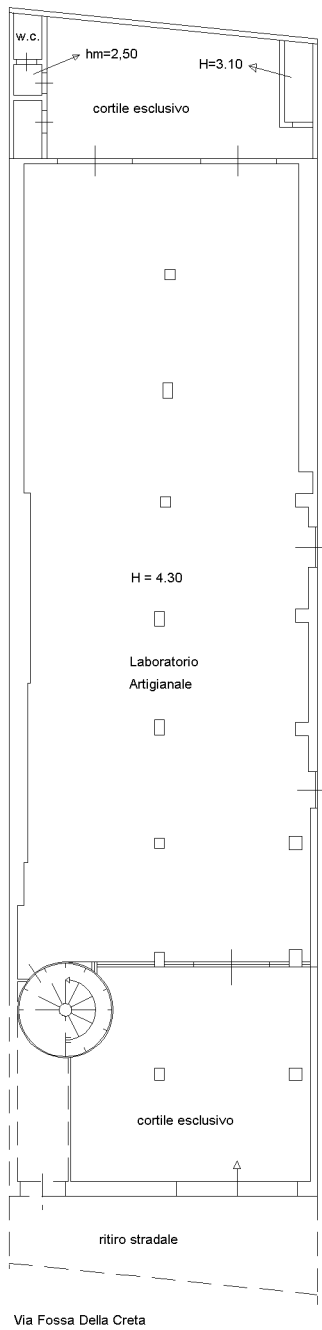 w.c.
hm=2,50
H=3.10
cortile esclusivo
H = 4.30
Laboratorio
Artigianale
cortile esclusivo
ritiro stradale
Via Fossa Della Creta